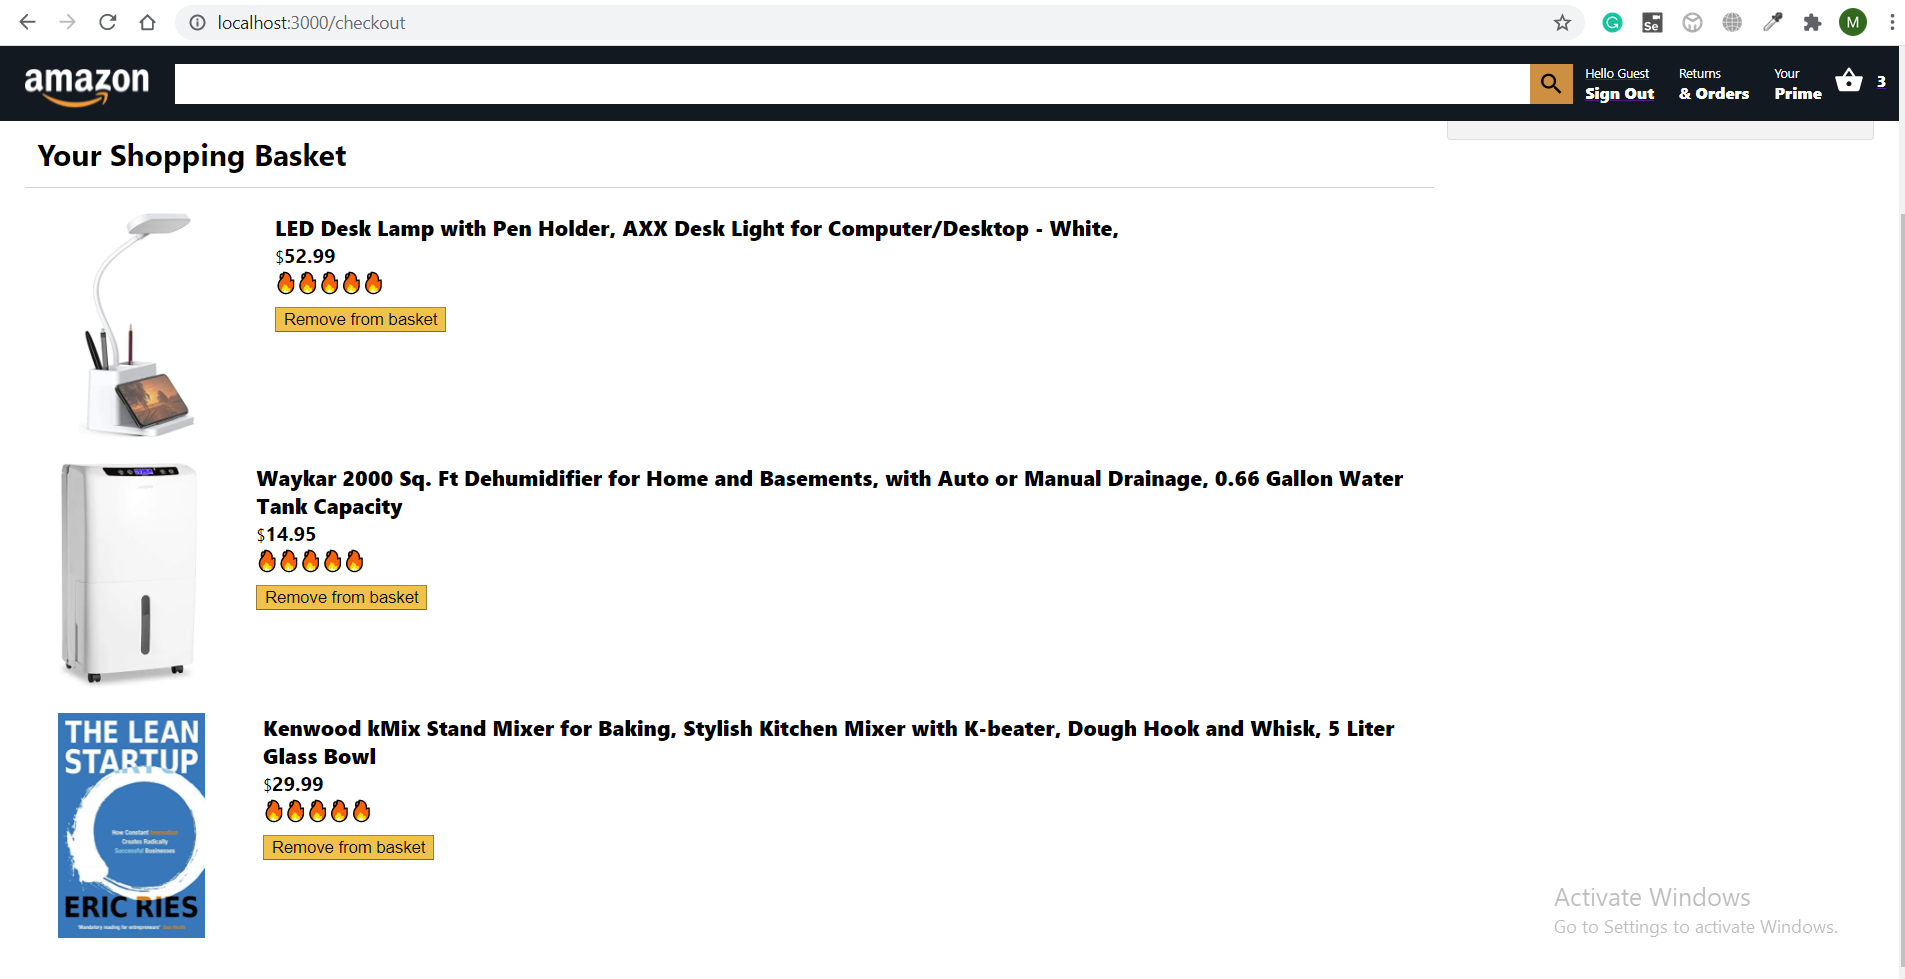 localhost:3000/checkout
M
amazon
Hello Guest
Sign Out
Returns
& Orders
Your
Prime
3
Your Shopping Basket
LED Desk Lamp with Pen Holder, AXX Desk Light for Computer/Desktop - White,
$52.99
Remove from basket
Waykar 2000 Sq. Ft Dehumidifier for Home and Basements, with Auto or Manual Drainage, 0.66 Gallon Water
Tank Capacity
$14.95
Remove from basket
THE LEAN
STARTUP
How Constant Innovation
Creates Radically
Successful Businesses
ERIC RIES
'Mandatory reading for entrepreneurs'
Kenwood kMix Stand Mixer for Baking, Stylish Kitchen Mixer with K-beater, Dough Hook and Whisk, 5 Liter
Glass Bowl
$29.99
Remove from basket
Activate Windows
Go to Settings to activate Windows.